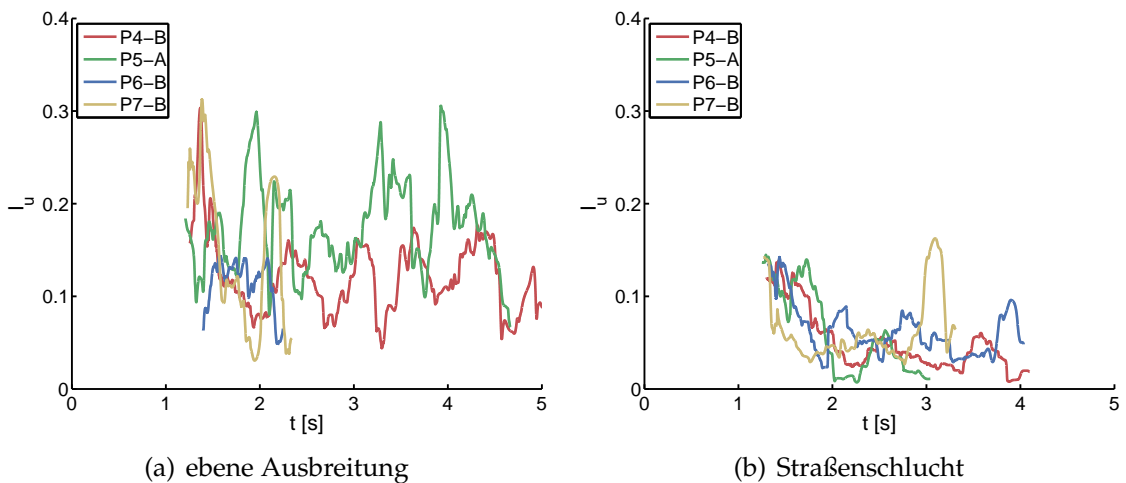 0.4
P4−B
P5−A
P6−B
P7−B
0.3
0.2
0.1
0
I_u
0 1 2 3 4 5
t [s]
(a) ebene Ausbreitung
0.4
P4−B
P5−A
P6−B
P7−B
0.3
0.2
0.1
0
I_u
0 1 2 3 4 5
t [s]
(b) Straßenschlucht